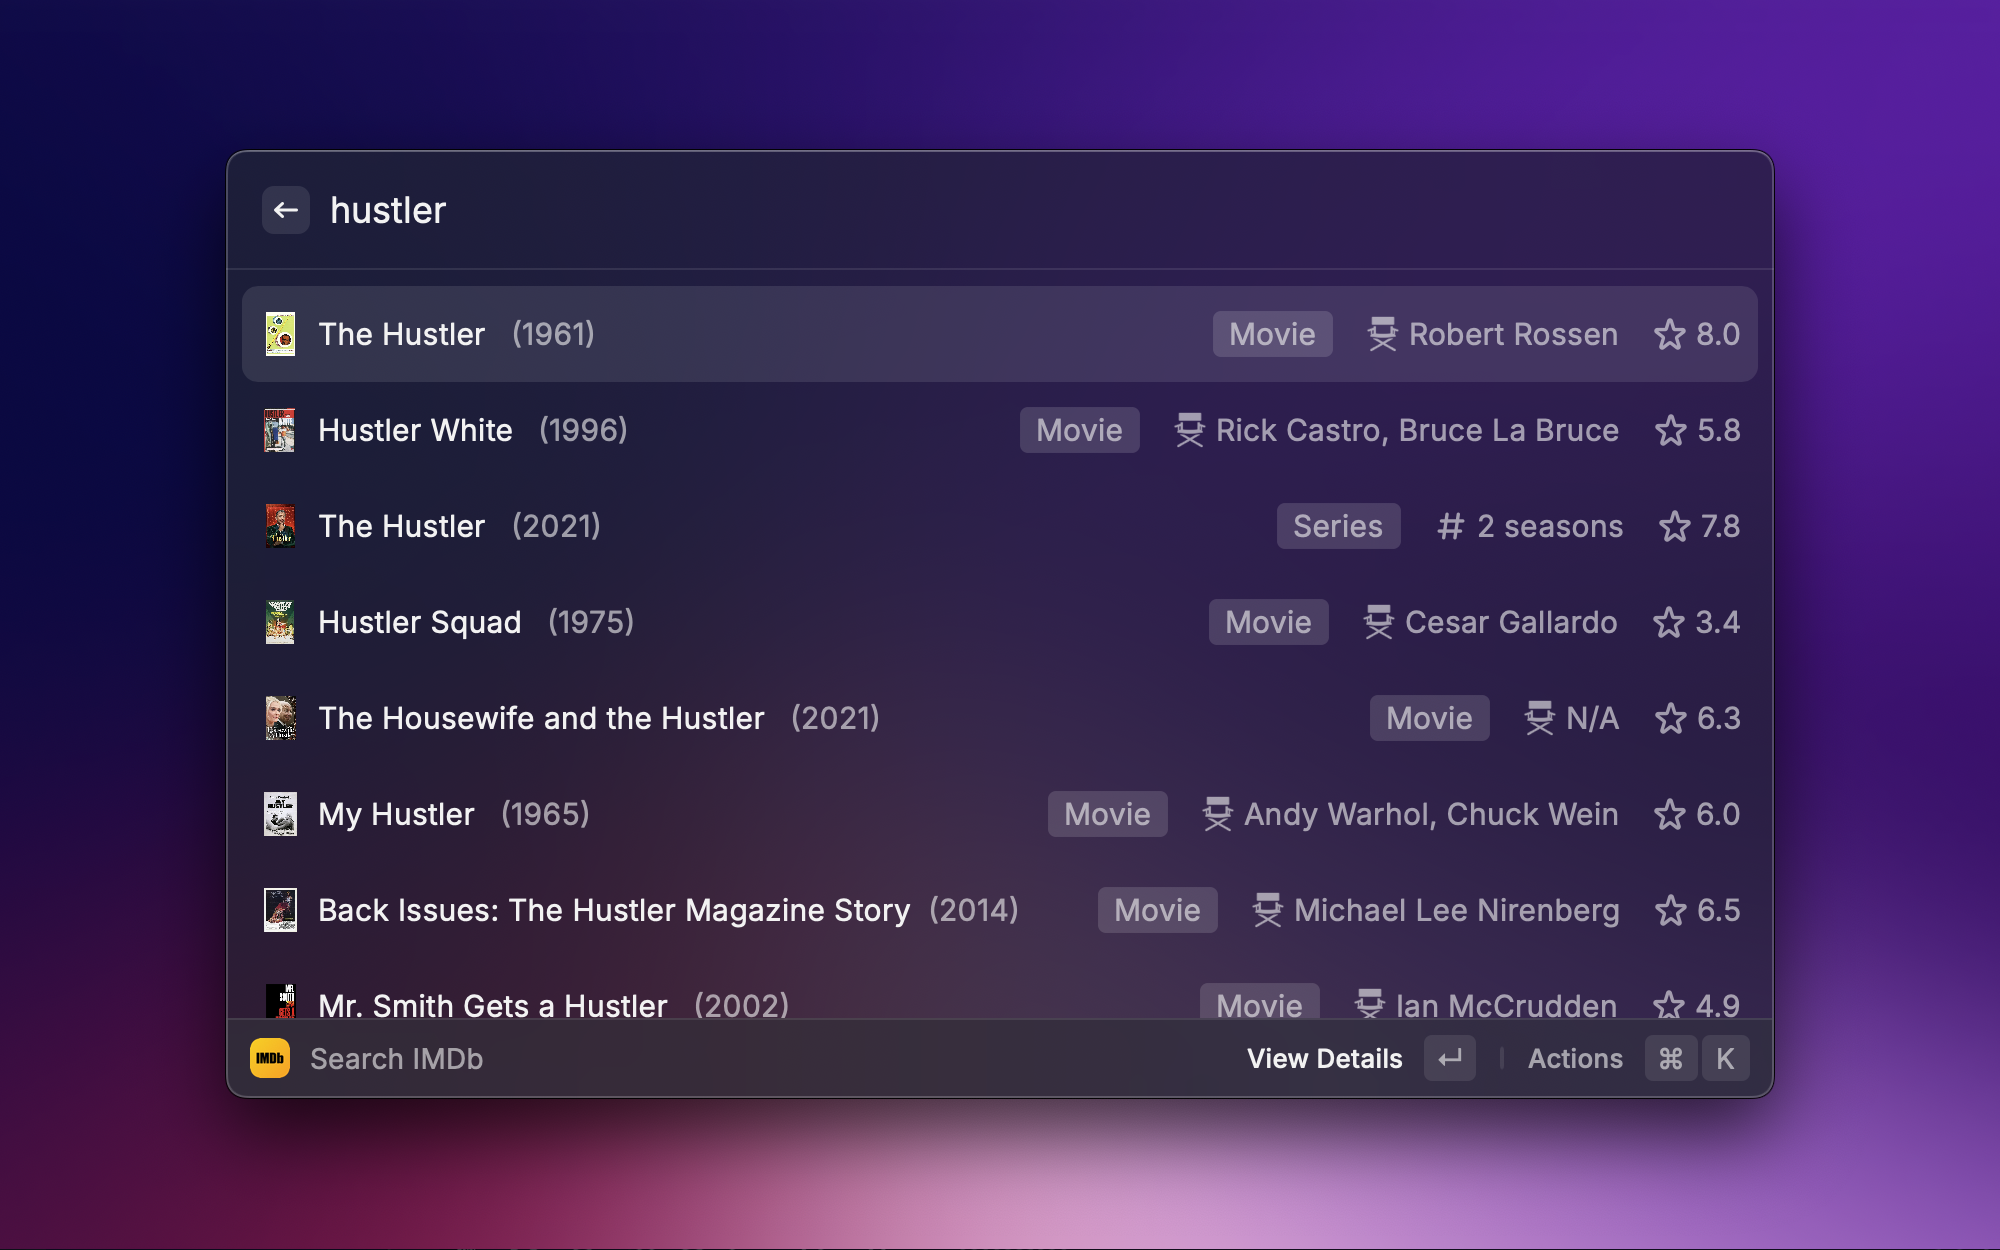 hustler
The Hustler (1961) Movie Robert Rossen 8.0
Hustler White (1996) Movie Rick Castro, Bruce La Bruce 5.8
The Hustler (2021) Series # 2 seasons 7.8
Hustler Squad (1975) Movie Cesar Gallardo 3.4
The Housewife and the Hustler (2021) Movie N/A 6.3
My Hustler (1965) Movie Andy Warhol, Chuck Wein 6.0
Back Issues: The Hustler Magazine Story (2014) Movie Michael Lee Nirenberg 6.5
Mr. Smith Gets a Hustler (2002) Movie Ian McCrudden 4.9
IMDb Search IMDb View Details ↵ Actions ⌘ K